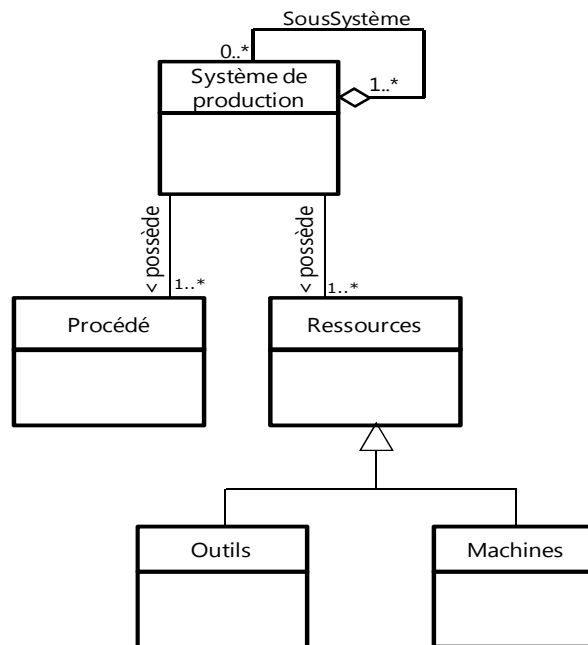 SousSystème
0..*
Système de
production
1..*
< possède
< possède
1..*
1..*
Procédé
Ressources
Outils
Machines